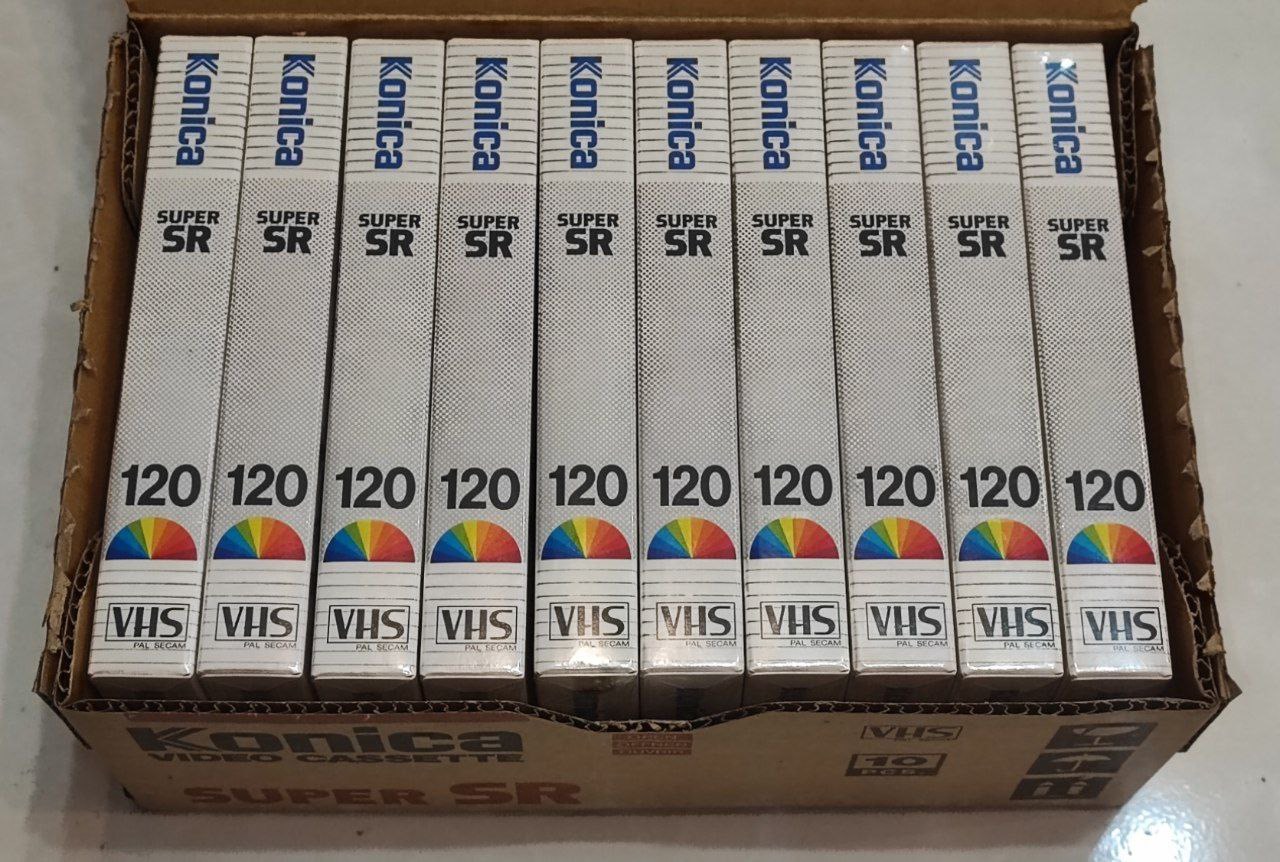 Konica
SUPER
SR
120
VHS
PAL SECAM
Konica
SUPER
SR
120
VHS
PAL SECAM
Konica
SUPER
SR
120
VHS
PAL SECAM
Konica
SUPER
SR
120
VHS
PAL SECAM
Konica
SUPER
SR
120
VHS
PAL SECAM
Konica
SUPER
SR
120
VHS
PAL SECAM
Konica
SUPER
SR
120
VHS
PAL SECAM
Konica
SUPER
SR
120
VHS
PAL SECAM
Konica
SUPER
SR
120
VHS
PAL SECAM
Konica
SUPER
SR
120
VHS
PAL SECAM
Konica
VIDEO CASSETTE
SUPER SR
OPEN
VHS
10
PCS.